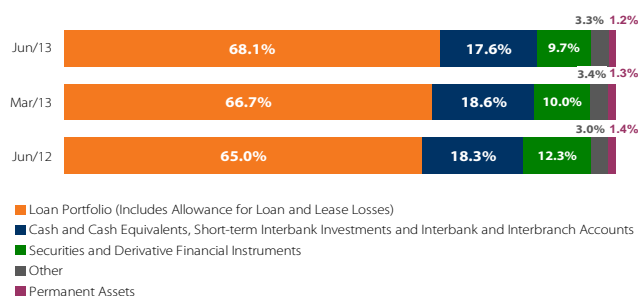 3.3% 1.2%
Jun/13 68.1% 17.6% 9.7%
3.4% 1.3%
Mar/13 66.7% 18.6% 10.0%
3.0% 1.4%
Jun/12 65.0% 18.3% 12.3%
Loan Portfolio (Includes Allowance for Loan and Lease Losses)
Cash and Cash Equivalents, Short-term Interbank Investments and Interbank and Interbranch Accounts
Securities and Derivative Financial Instruments
Other
Permanent Assets